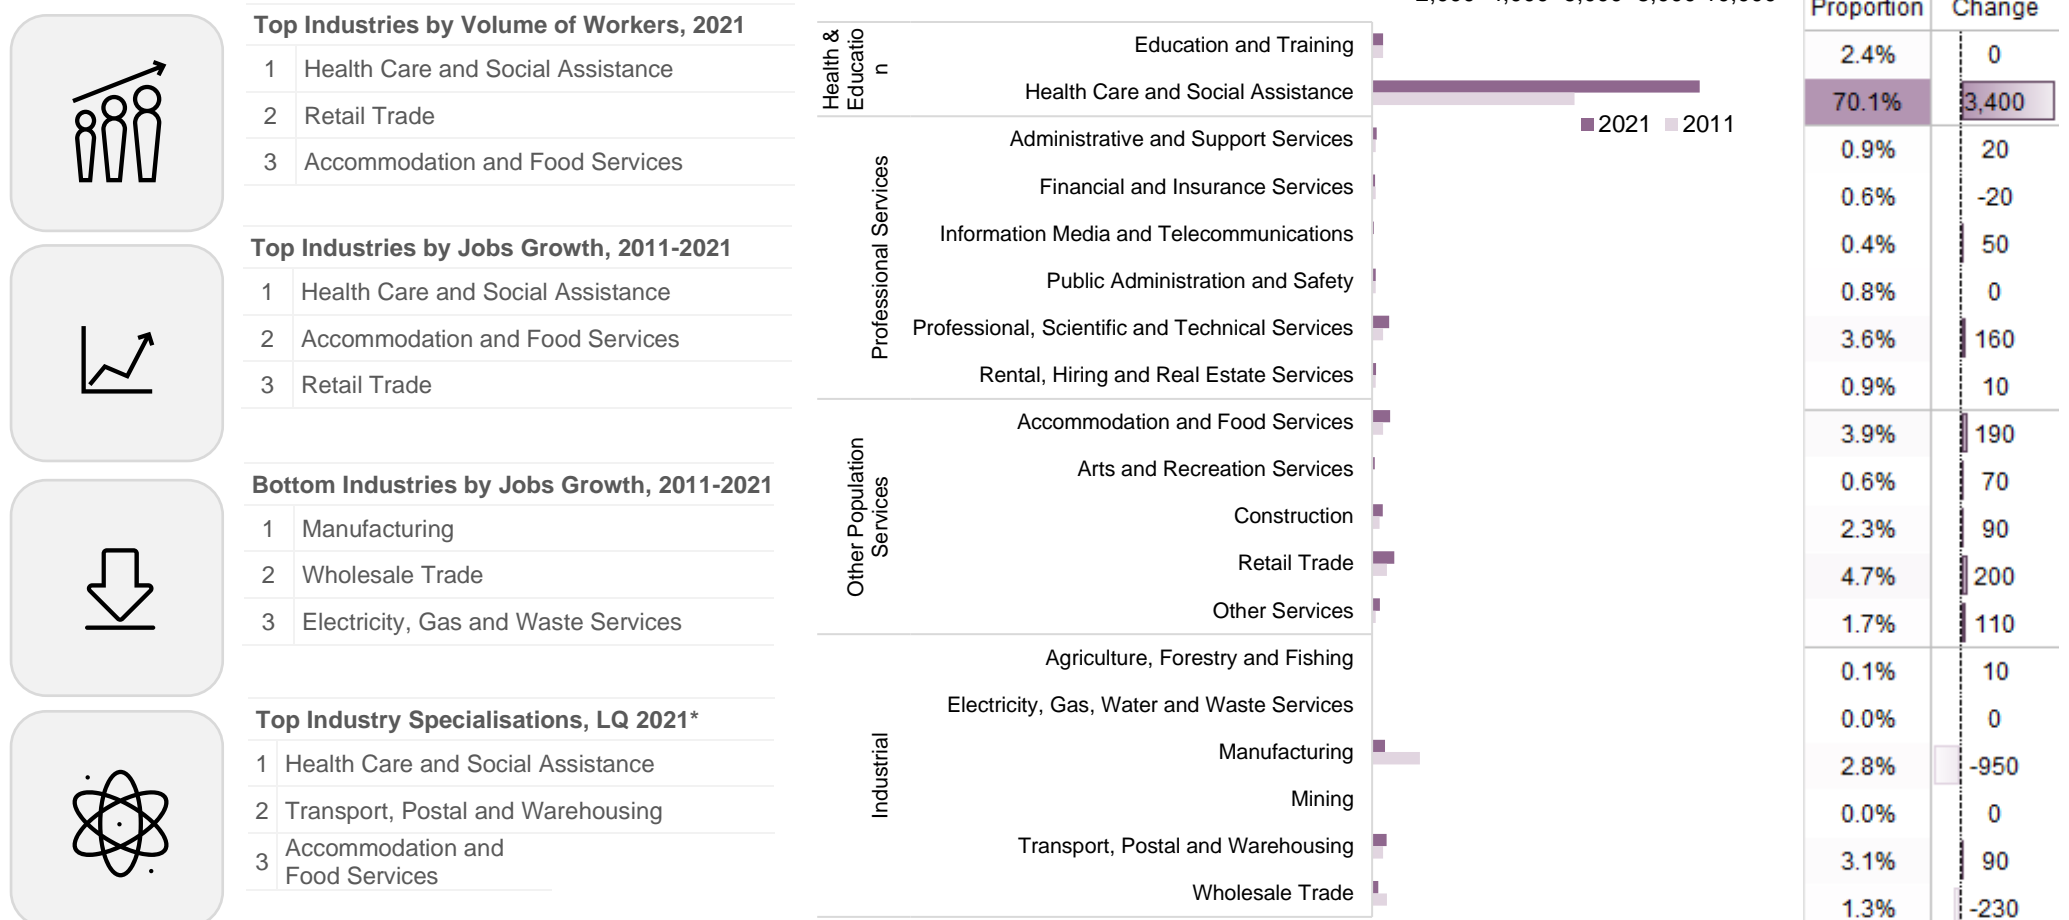 Top Industries by Volume of Workers, 2021
1 Health Care and Social Assistance
2 Retail Trade
3 Accommodation and Food Services
Top Industries by Jobs Growth, 2011-2021
1 Health Care and Social Assistance
2 Accommodation and Food Services
3 Retail Trade
Bottom Industries by Jobs Growth, 2011-2021
1 Manufacturing
2 Wholesale Trade
3 Electricity, Gas and Waste Services
Top Industry Specialisations, LQ 2021*
1 Health Care and Social Assistance
2 Transport, Postal and Warehousing
3 Accommodation and
Food Services
Proportion Change
Health &
Educatio
n
Education and Training 2.4% 0
Health Care and Social Assistance 70.1% 3,400
2021 2011
Professional Services
Administrative and Support Services 0.9% 20
Financial and Insurance Services 0.6% -20
Information Media and Telecommunications 0.4% 50
Public Administration and Safety 0.8% 0
Professional, Scientific and Technical Services 3.6% 160
Rental, Hiring and Real Estate Services 0.9% 10
Other Population
Services
Accommodation and Food Services 3.9% 190
Arts and Recreation Services 0.6% 70
Construction 2.3% 90
Retail Trade 4.7% 200
Other Services 1.7% 110
Industrial
Agriculture, Forestry and Fishing 0.1% 10
Electricity, Gas, Water and Waste Services 0.0% 0
Manufacturing 2.8% -950
Mining 0.0% 0
Transport, Postal and Warehousing 3.1% 90
Wholesale Trade 1.3% -230